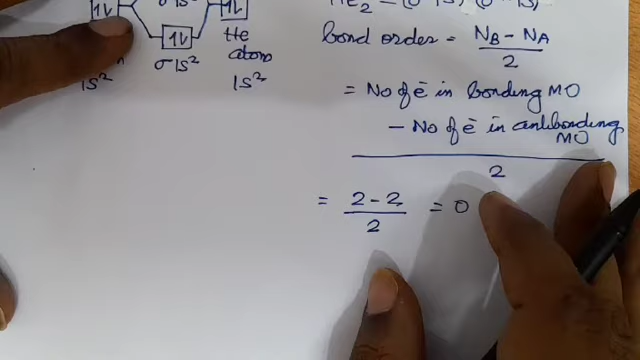 1s²
σ1s²
He
atom
1s²
bond order = N_B - N_A / 2
= No of ē in bonding MO
- No of ē in antibonding MO
2
= 2 - 2 / 2 = 0